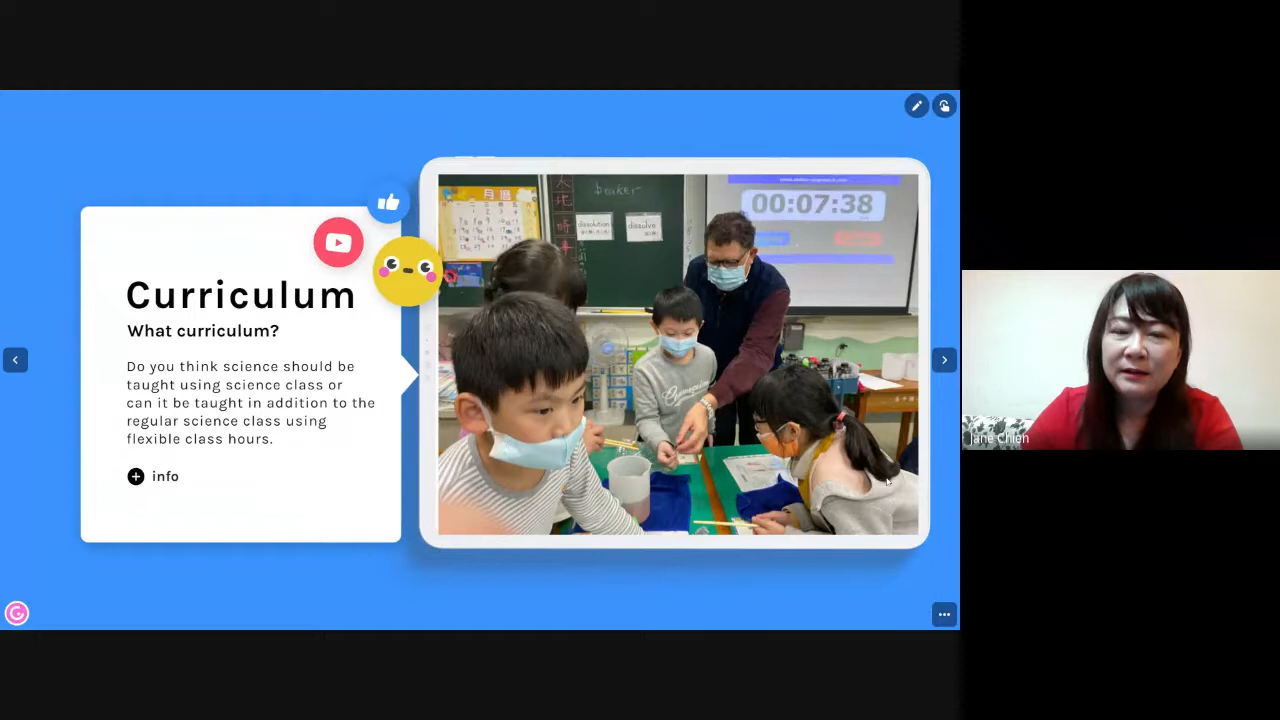 Curriculum
What curriculum?
Do you think science should be
taught using science class or
can it be taught in addition to the
regular science class using
flexible class hours.
info
月曆
beaker
dissolution
dissolve
00:07:38
Jane Chien